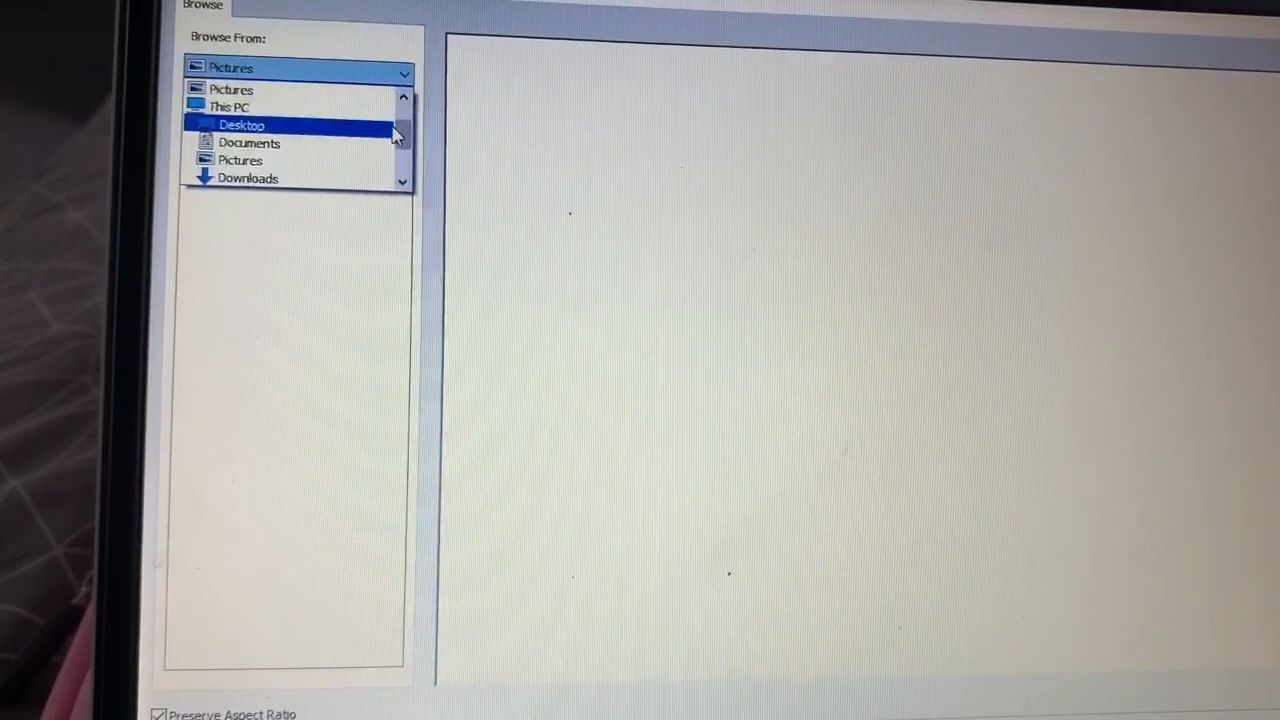 Browse
Browse From:
Pictures
Pictures
This PC
Desktop
Documents
Pictures
Downloads
Preserve Aspect Ratio